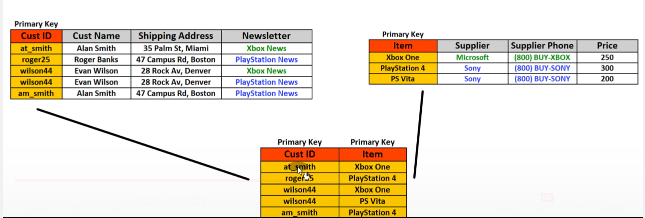 Primary Key
Cust ID Cust Name Shipping Address Newsletter
at_smith Alan Smith 35 Palm St, Miami Xbox News
roger25 Roger Banks 47 Campus Rd, Boston PlayStation News
wilson44 Evan Wilson 28 Rock Av, Denver Xbox News
wilson44 Evan Wilson 28 Rock Av, Denver PlayStation News
am_smith Alan Smith 47 Campus Rd, Boston PlayStation News
Primary Key
Item Supplier Supplier Phone Price
Xbox One Microsoft (800) BUY-XBOX 250
PlayStation 4 Sony (800) BUY-SONY 300
PS Vita Sony (800) BUY-SONY 200
Primary Key Primary Key
Cust ID Item
at_smith Xbox One
roger25 PlayStation 4
wilson44 Xbox One
wilson44 PS Vita
am_smith PlayStation 4